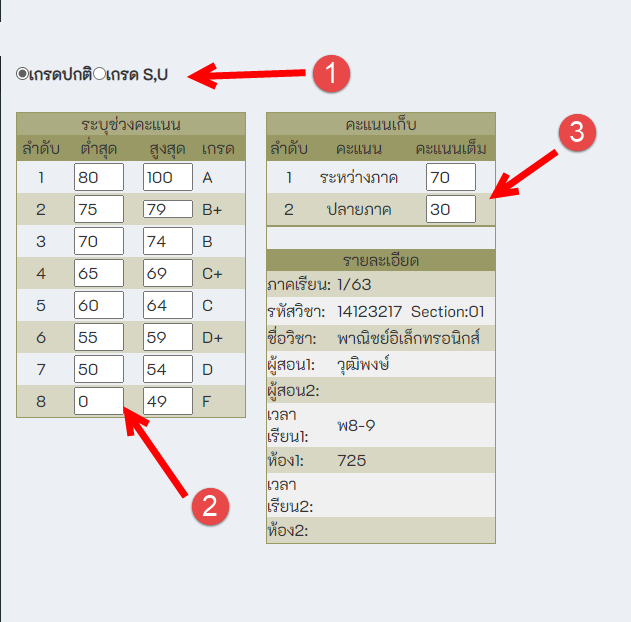 เกรดปกติ เกรด S,U
1
ระบุช่วงคะแนน
ลำดับ ต่ำสุด สูงสุด เกรด
1 80 100 A
2 75 79 B+
3 70 74 B
4 65 69 C+
5 60 64 C
6 55 59 D+
7 50 54 D
8 0 49 F
2
คะแนนเก็บ
ลำดับ คะแนน คะแนนเต็ม
1 ระหว่างภาค 70
2 ปลายภาค 30
3
รายละเอียด
ภาคเรียน: 1/63
รหัสวิชา: 14123217 Section:01
ชื่อวิชา: พาณิชย์อิเล็กทรอนิกส์
ผู้สอน1: วุฒิพงษ์
ผู้สอน2:
เวลา
เรียน1: พ8-9
ห้อง1: 725
เวลา
เรียน2:
ห้อง2: